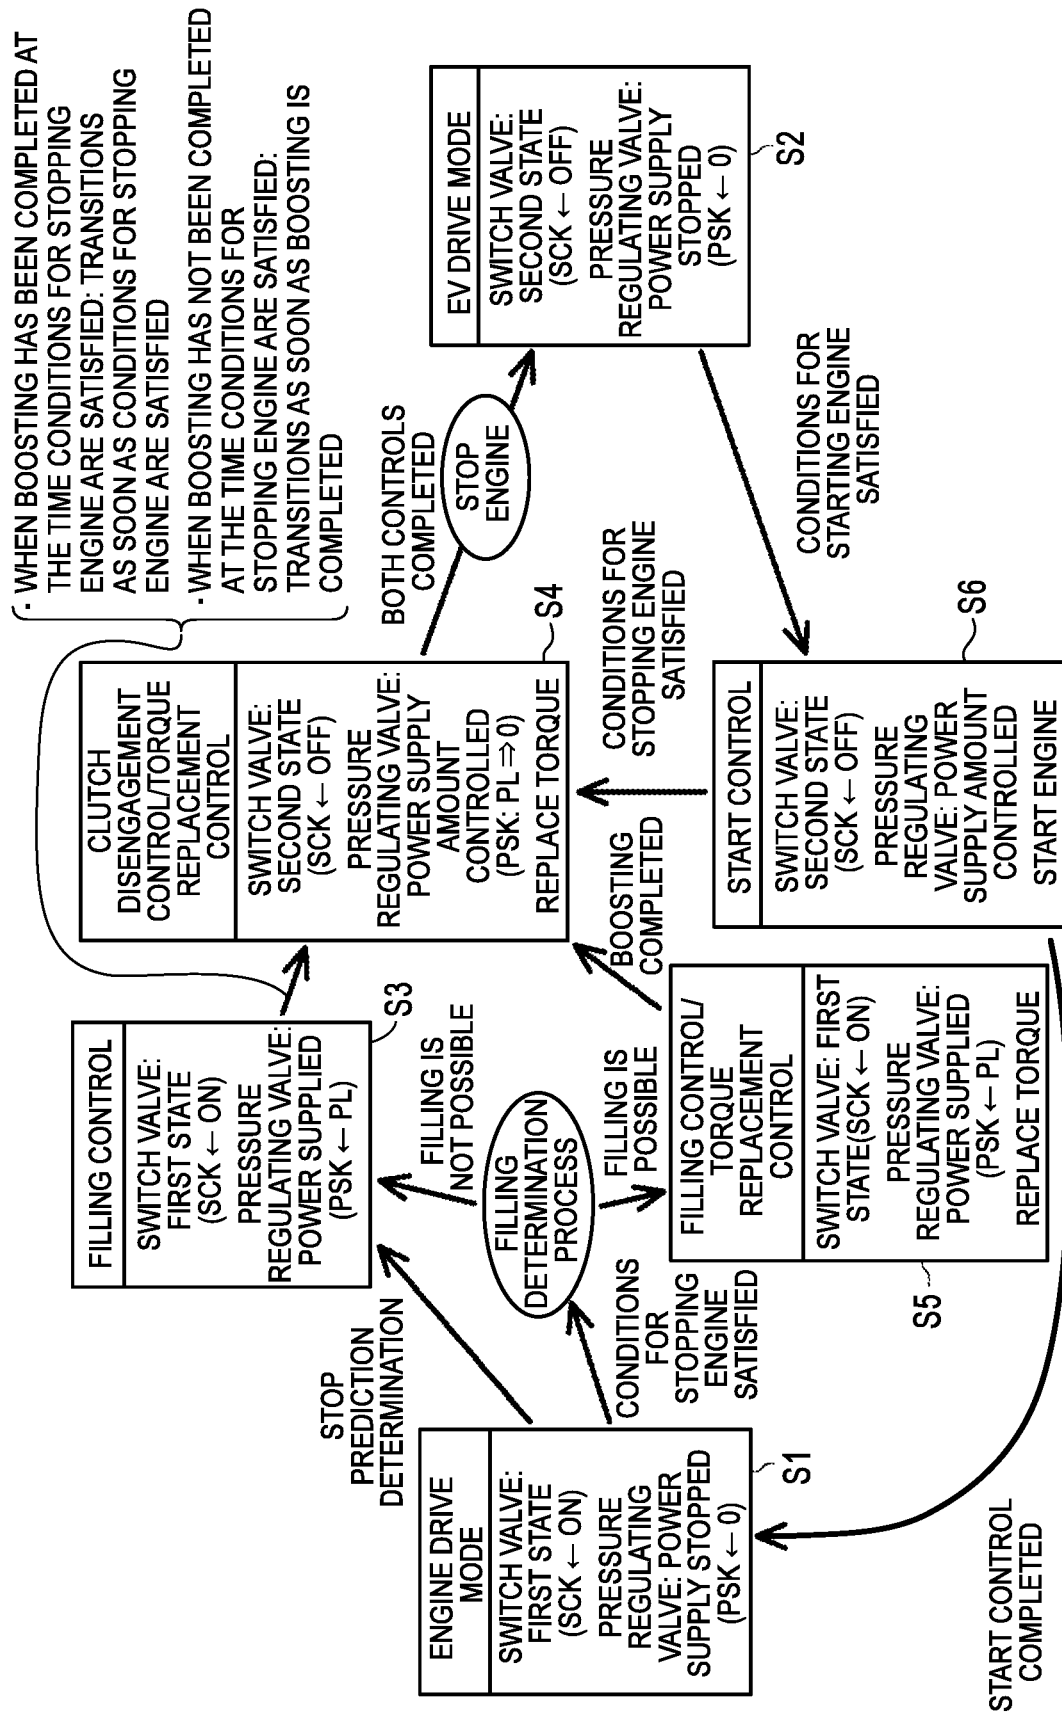 · WHEN BOOSTING HAS BEEN COMPLETED AT
THE TIME CONDITIONS FOR STOPPING
ENGINE ARE SATISFIED: TRANSITIONS
AS SOON AS CONDITIONS FOR STOPPING
ENGINE ARE SATISFIED
· WHEN BOOSTING HAS NOT BEEN COMPLETED
AT THE TIME CONDITIONS FOR
STOPPING ENGINE ARE SATISFIED:
TRANSITIONS AS SOON AS BOOSTING IS
COMPLETED
FILLING CONTROL
SWITCH VALVE:
FIRST STATE
(SCK ← ON)
PRESSURE
REGULATING VALVE:
POWER SUPPLIED
(PSK ← PL)
S3
CLUTCH
DISENGAGEMENT
CONTROL/TORQUE
REPLACEMENT
CONTROL
SWITCH VALVE:
SECOND STATE
(SCK ← OFF)
PRESSURE
REGULATING VALVE:
POWER SUPPLY
AMOUNT
CONTROLLED
(PSK: PL ⇒ 0)
REPLACE TORQUE
S4
BOTH CONTROLS
COMPLETED
STOP
ENGINE
EV DRIVE MODE
SWITCH VALVE:
SECOND STATE
(SCK ← OFF)
PRESSURE
REGULATING VALVE:
POWER SUPPLY
STOPPED
(PSK ← 0)
S2
STOP
PREDICTION
DETERMINATION
FILLING IS
NOT POSSIBLE
FILLING
DETERMINATION
PROCESS
FILLING IS
POSSIBLE
ENGINE DRIVE
MODE
SWITCH VALVE:
FIRST STATE
(SCK ← ON)
PRESSURE
REGULATING
VALVE: POWER
SUPPLY STOPPED
(PSK ← 0)
S1
CONDITIONS
FOR
STOPPING
ENGINE
SATISFIED
BOOSTING
COMPLETED
CONDITIONS FOR
STOPPING ENGINE
SATISFIED
CONDITIONS FOR
STARTING ENGINE
SATISFIED
FILLING CONTROL/
TORQUE
REPLACEMENT
CONTROL
SWITCH VALVE: FIRST
STATE(SCK ← ON)
PRESSURE
REGULATING VALVE:
POWER SUPPLIED
(PSK ← PL)
REPLACE TORQUE
S5
START CONTROL
SWITCH VALVE:
SECOND STATE
(SCK ← OFF)
PRESSURE
REGULATING
VALVE: POWER
SUPPLY AMOUNT
CONTROLLED
START ENGINE
S6
START CONTROL
COMPLETED